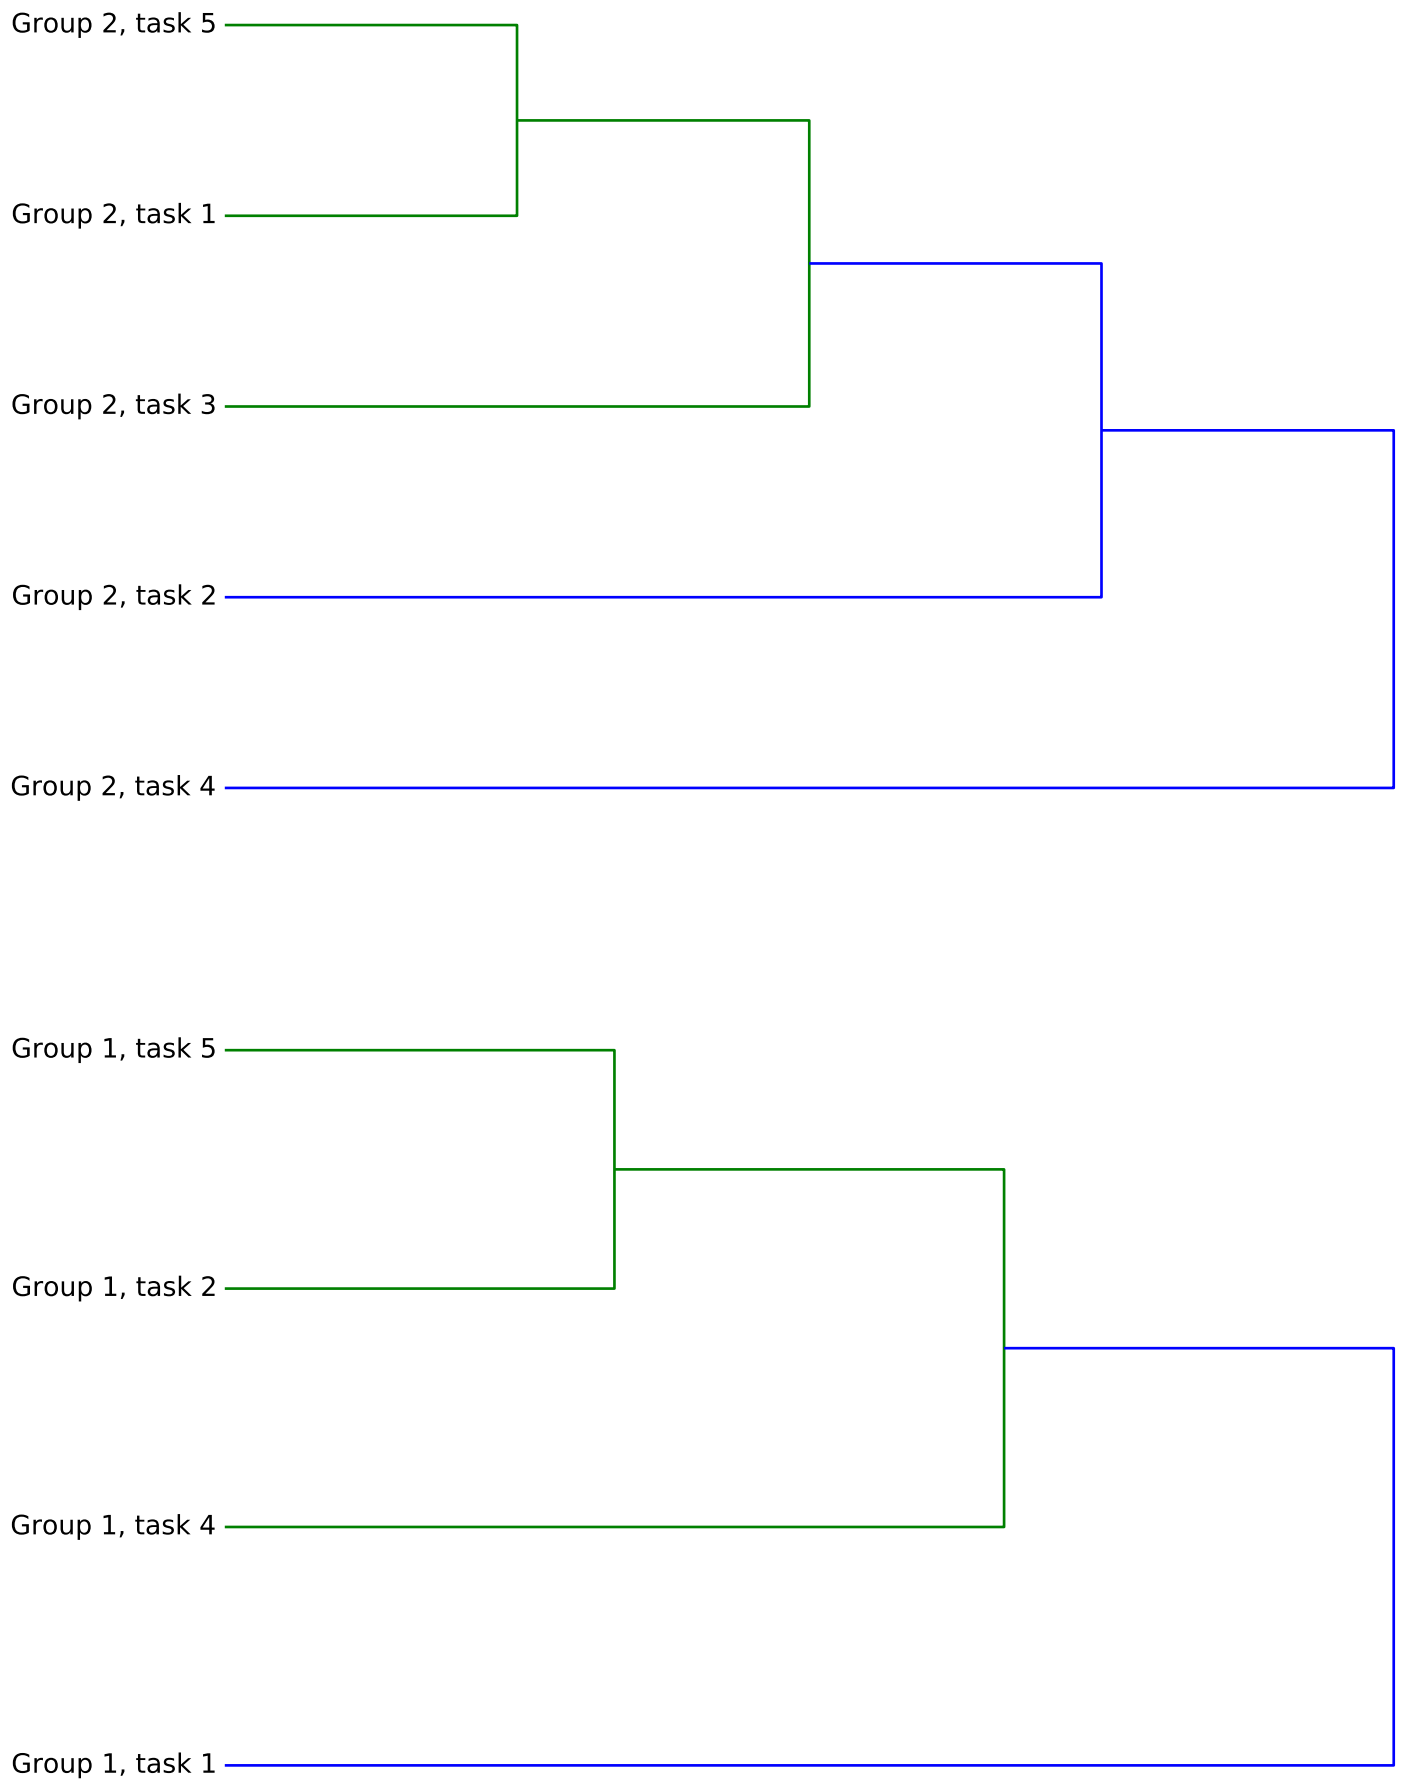 Group 2, task 5
Group 2, task 1
Group 2, task 3
Group 2, task 2
Group 2, task 4
Group 1, task 5
Group 1, task 2
Group 1, task 4
Group 1, task 1